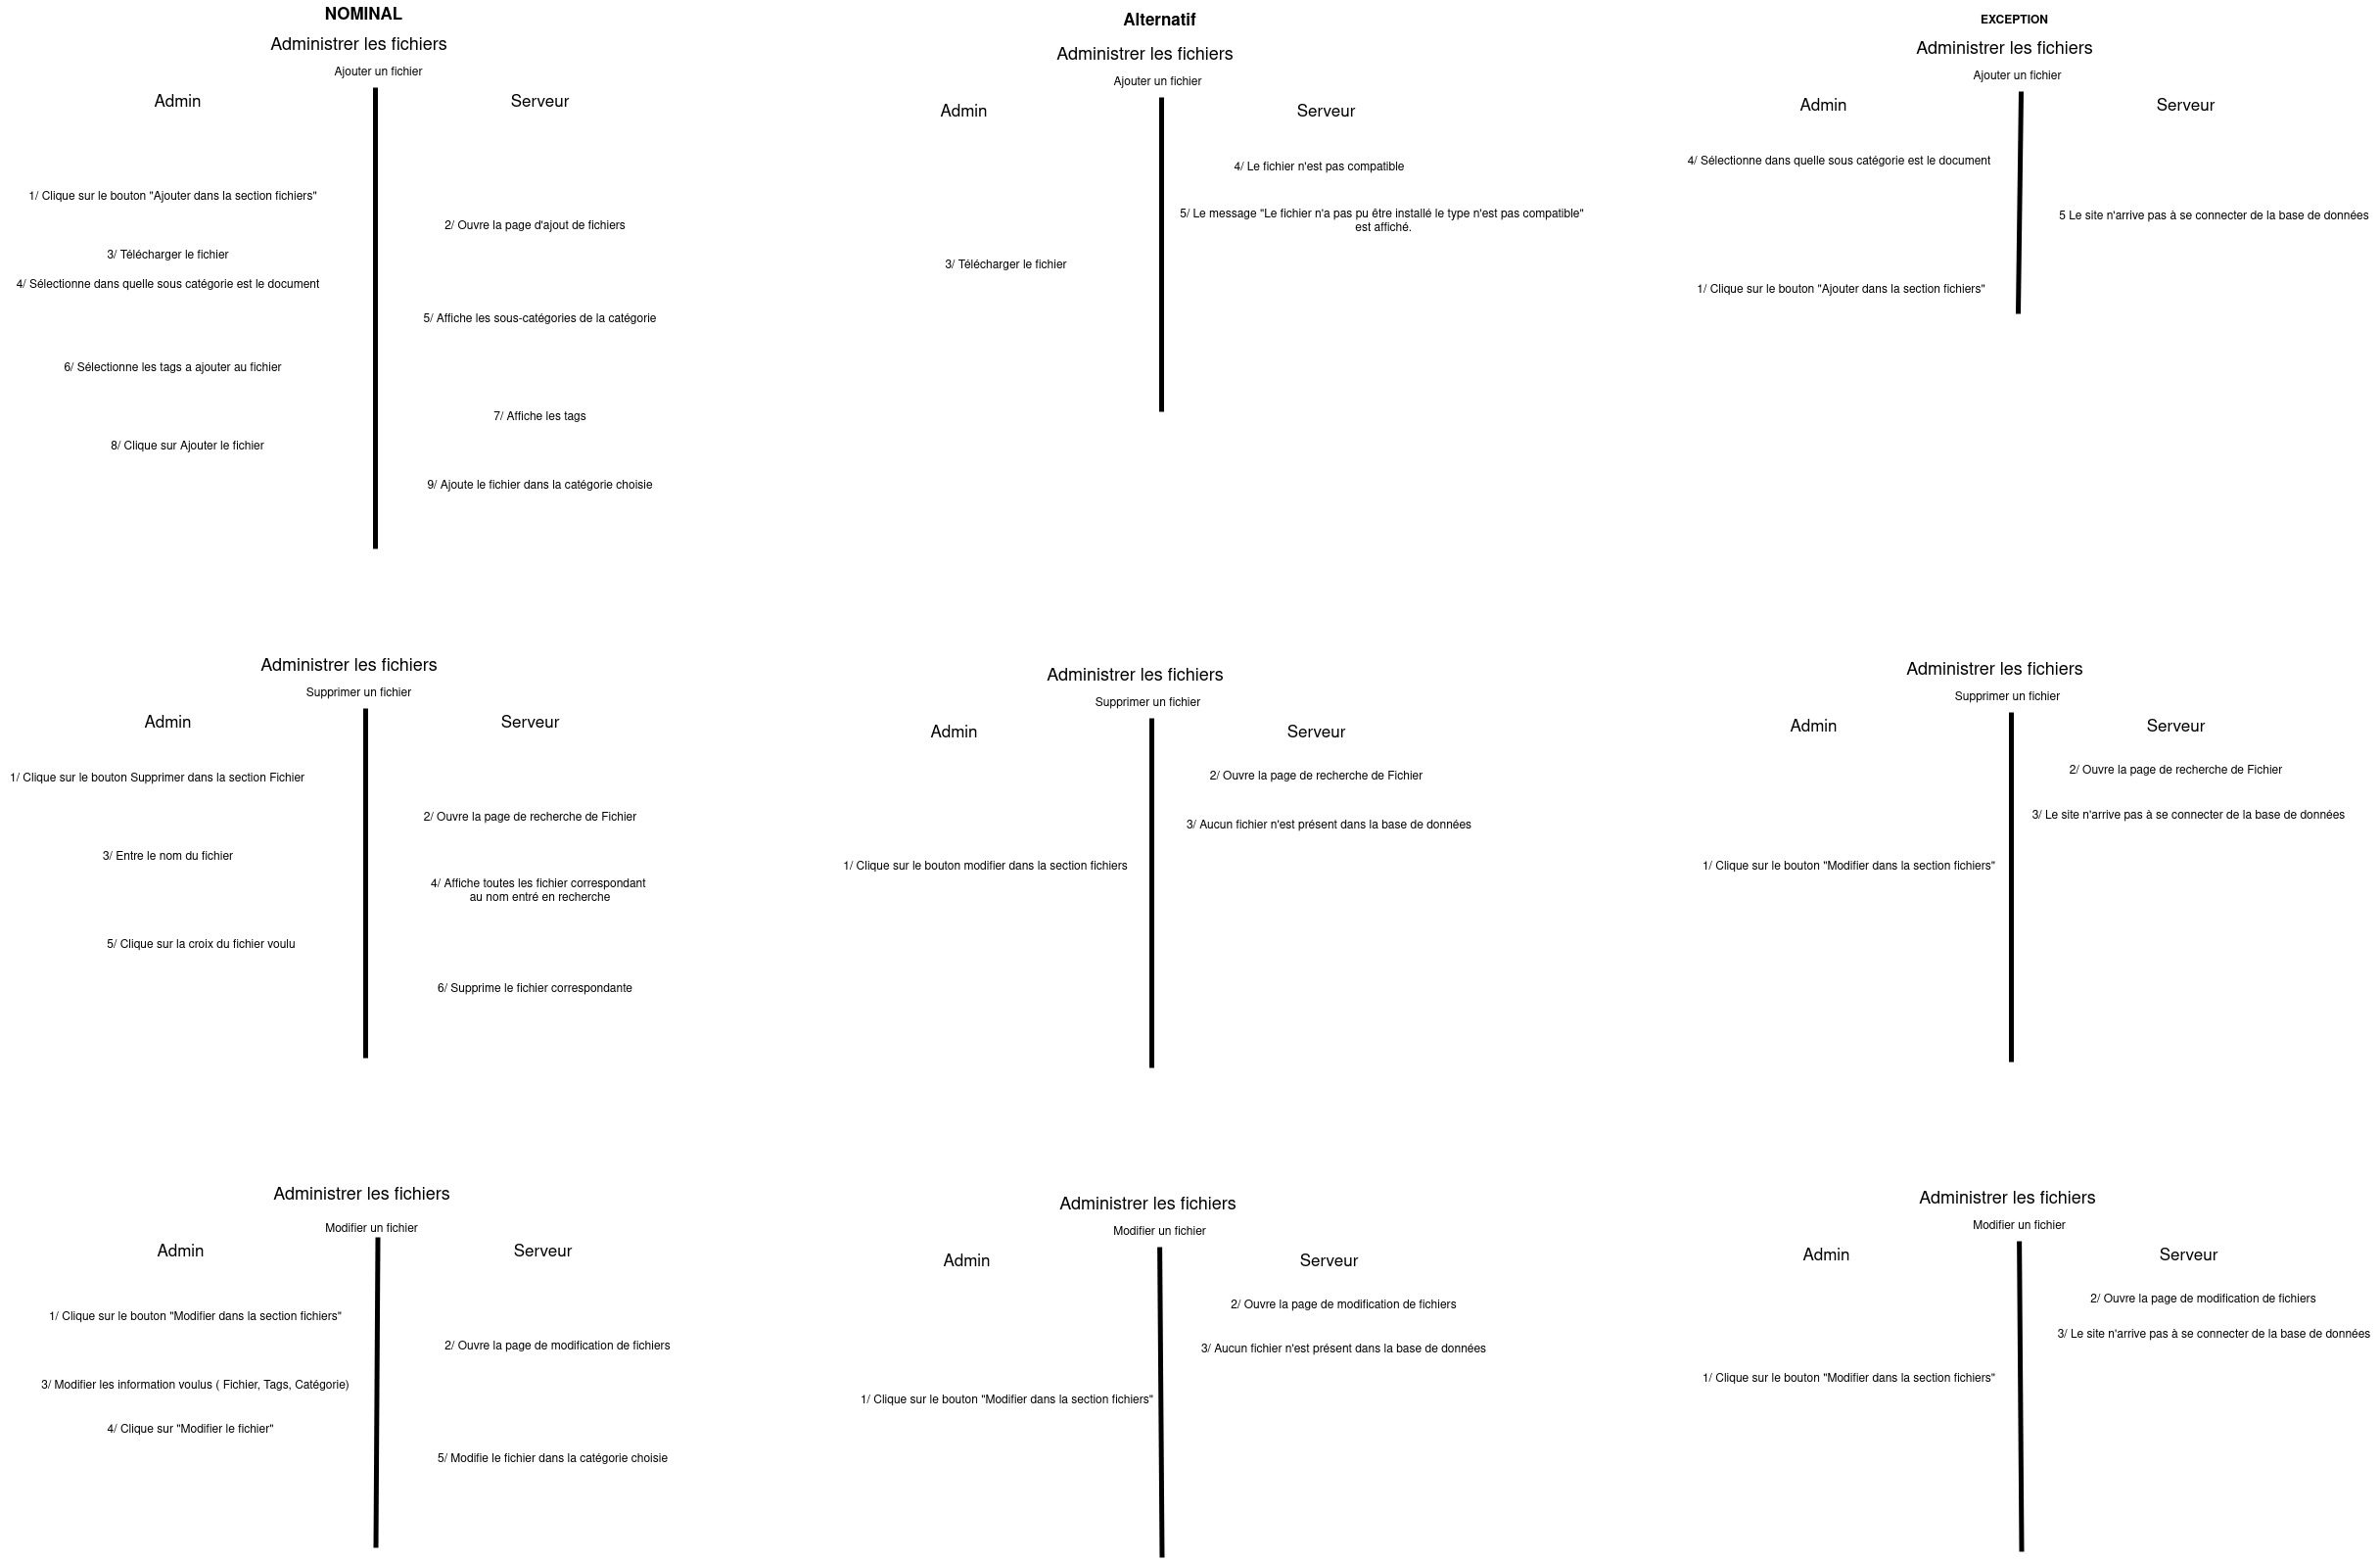 NOMINAL
Administrer les fichiers
Ajouter un fichier
Admin
Serveur
1/ Clique sur le bouton "Ajouter dans la section fichiers"
2/ Ouvre la page d'ajout de fichiers
3/ Télécharger le fichier
4/ Sélectionne dans quelle sous catégorie est le document
5/ Affiche les sous-catégories de la catégorie
6/ Sélectionne les tags a ajouter au fichier
7/ Affiche les tags
8/ Clique sur Ajouter le fichier
9/ Ajoute le fichier dans la catégorie choisie
Alternatif
Administrer les fichiers
Ajouter un fichier
Admin
Serveur
4/ Le fichier n'est pas compatible
5/ Le message "Le fichier n'a pas pu être installé le type n'est pas compatible"
est affiché.
3/ Télécharger le fichier
EXCEPTION
Administrer les fichiers
Ajouter un fichier
Admin
Serveur
4/ Sélectionne dans quelle sous catégorie est le document
5 Le site n'arrive pas à se connecter de la base de données
1/ Clique sur le bouton "Ajouter dans la section fichiers"
Administrer les fichiers
Supprimer un fichier
Admin
Serveur
1/ Clique sur le bouton Supprimer dans la section Fichier
2/ Ouvre la page de recherche de Fichier
3/ Entre le nom du fichier
4/ Affiche toutes les fichier correspondant
au nom entré en recherche
5/ Clique sur la croix du fichier voulu
6/ Supprime le fichier correspondante
Administrer les fichiers
Supprimer un fichier
Admin
Serveur
2/ Ouvre la page de recherche de Fichier
3/ Aucun fichier n'est présent dans la base de données
1/ Clique sur le bouton modifier dans la section fichiers
Administrer les fichiers
Supprimer un fichier
Admin
Serveur
2/ Ouvre la page de recherche de Fichier
3/ Le site n'arrive pas à se connecter de la base de données
1/ Clique sur le bouton "Modifier dans la section fichiers"
Administrer les fichiers
Modifier un fichier
Admin
Serveur
1/ Clique sur le bouton "Modifier dans la section fichiers"
2/ Ouvre la page de modification de fichiers
3/ Modifier les information voulus ( Fichier, Tags, Catégorie)
4/ Clique sur "Modifier le fichier"
5/ Modifie le fichier dans la catégorie choisie
Administrer les fichiers
Modifier un fichier
Admin
Serveur
2/ Ouvre la page de modification de fichiers
3/ Aucun fichier n'est présent dans la base de données
1/ Clique sur le bouton "Modifier dans la section fichiers"
Administrer les fichiers
Modifier un fichier
Admin
Serveur
2/ Ouvre la page de modification de fichiers
3/ Le site n'arrive pas à se connecter de la base de données
1/ Clique sur le bouton "Modifier dans la section fichiers"